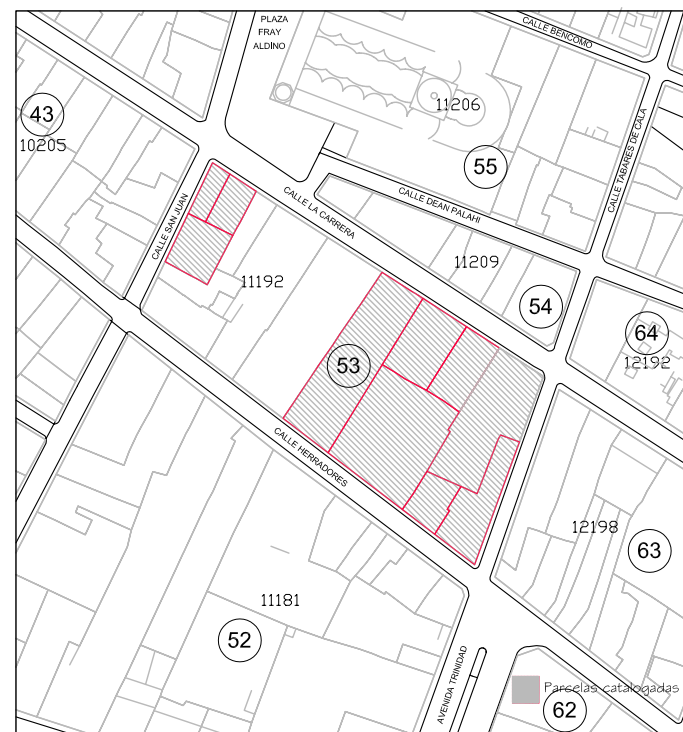 PLAZA
FRAY
ALDINO
CALLE BENCOMO
43
10205
11206
55
CALLE TABARES DE CALA
CALLE DEAN PALAHI
CALLE LA CARRERA
CALLE SAN JUAN
11192
11209
54
64
12192
53
CALLE HERRADORES
12198
63
11181
52
AVENIDA TRINIDAD
Parcelas catalogadas
62